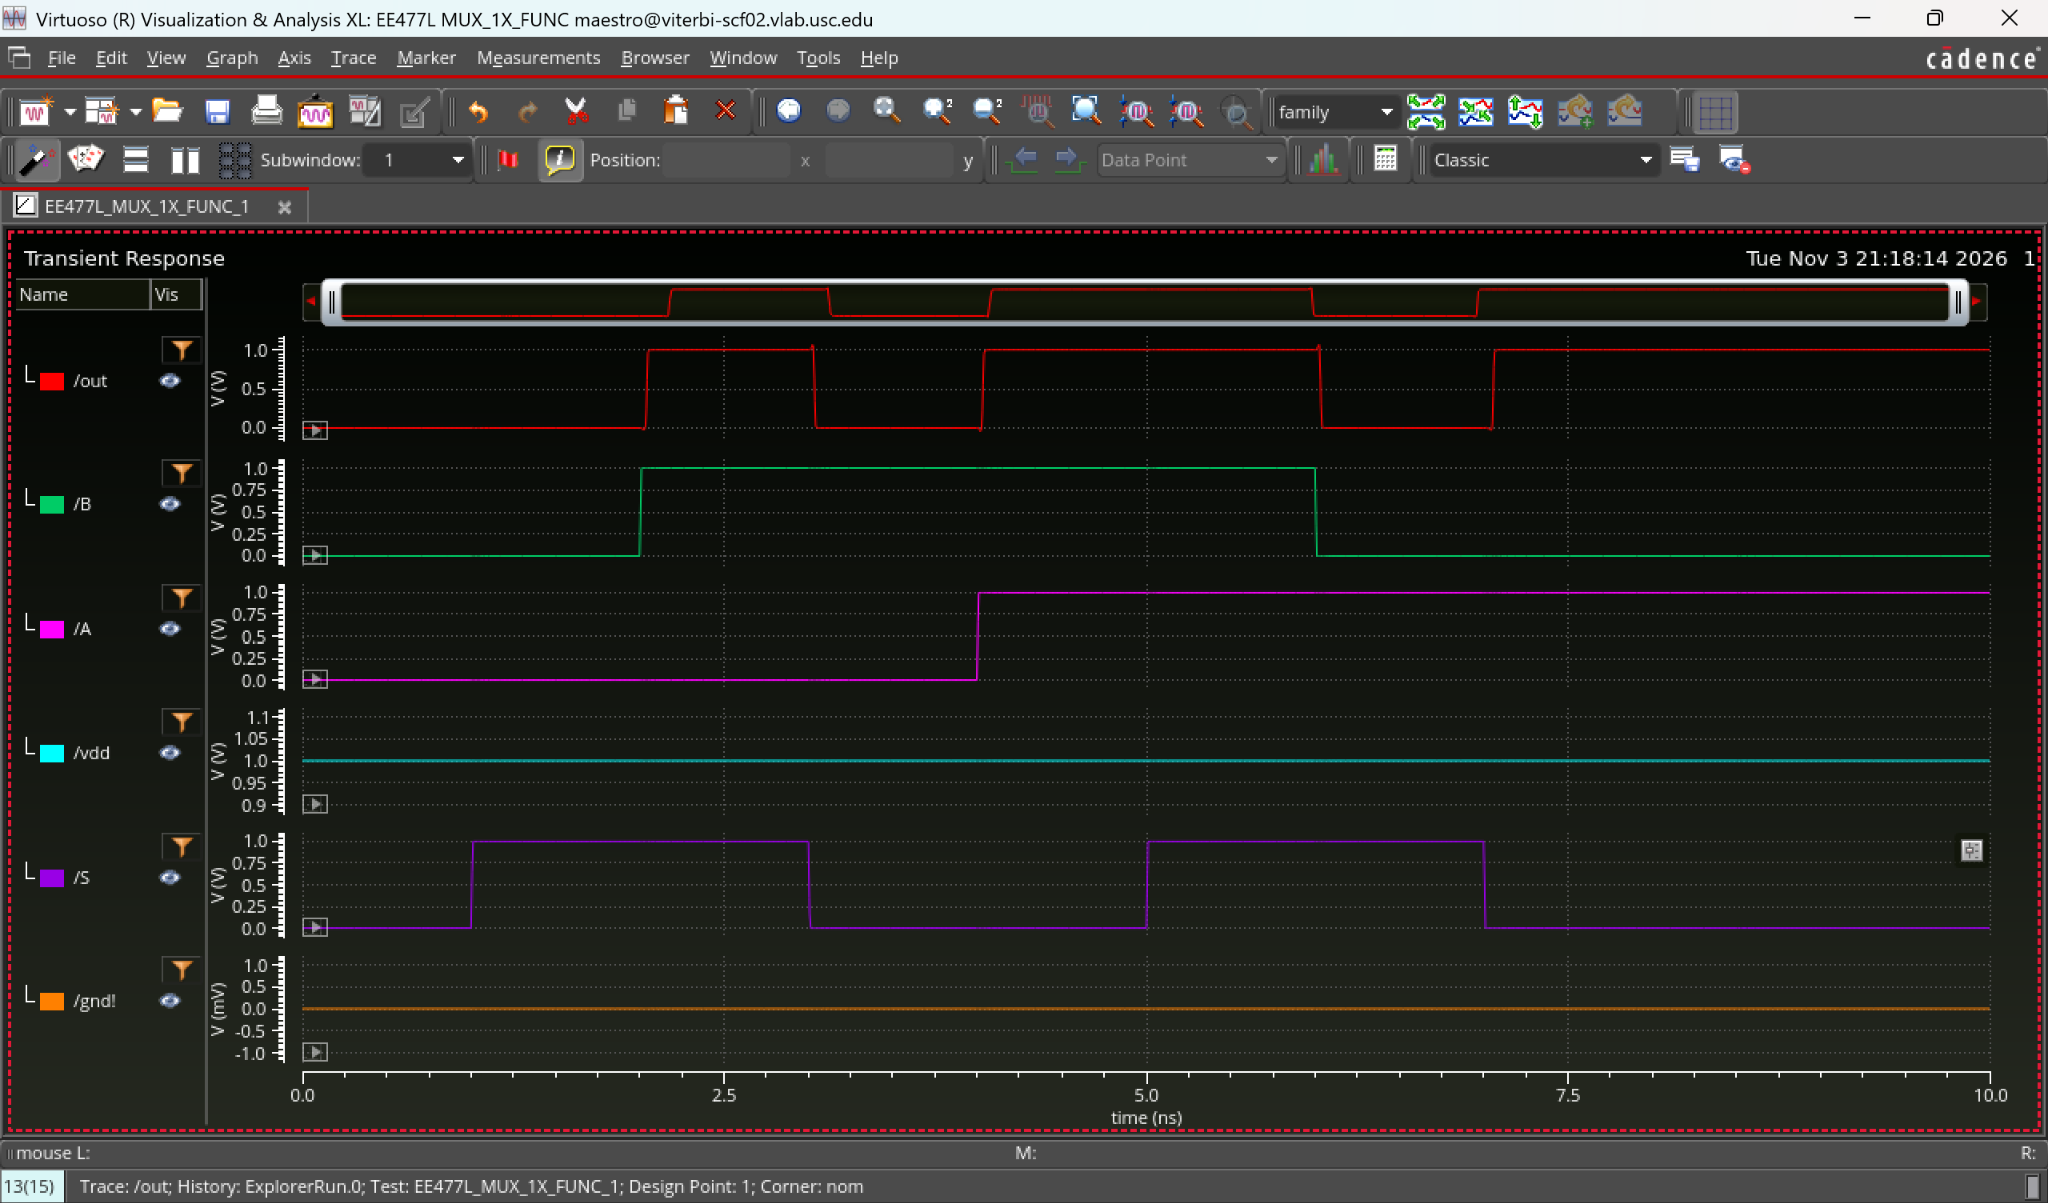 Virtuoso (R) Visualization & Analysis XL: EE477L MUX_1X_FUNC maestro@viterbi-scf02.vlab.usc.edu
File Edit View Graph Axis Trace Marker Measurements Browser Window Tools Help
cādence
family
Subwindow: 1 Position: x y Data Point Classic
EE477L_MUX_1X_FUNC_1
Transient Response Tue Nov 3 21:18:14 2026 1
Name Vis
/out
V (V)
1.0
0.5
0.0
/B
V (V)
1.0
0.75
0.5
0.25
0.0
/A
V (V)
1.0
0.75
0.5
0.25
0.0
/vdd
V (V)
1.1
1.05
1.0
0.95
0.9
/S
V (V)
1.0
0.75
0.5
0.25
0.0
/gnd!
V (mV)
1.0
0.5
0.0
-0.5
-1.0
0.0 2.5 5.0 7.5 10.0
time (ns)
mouse L: M: R:
13(15) Trace: /out; History: ExplorerRun.0; Test: EE477L_MUX_1X_FUNC_1; Design Point: 1; Corner: nom